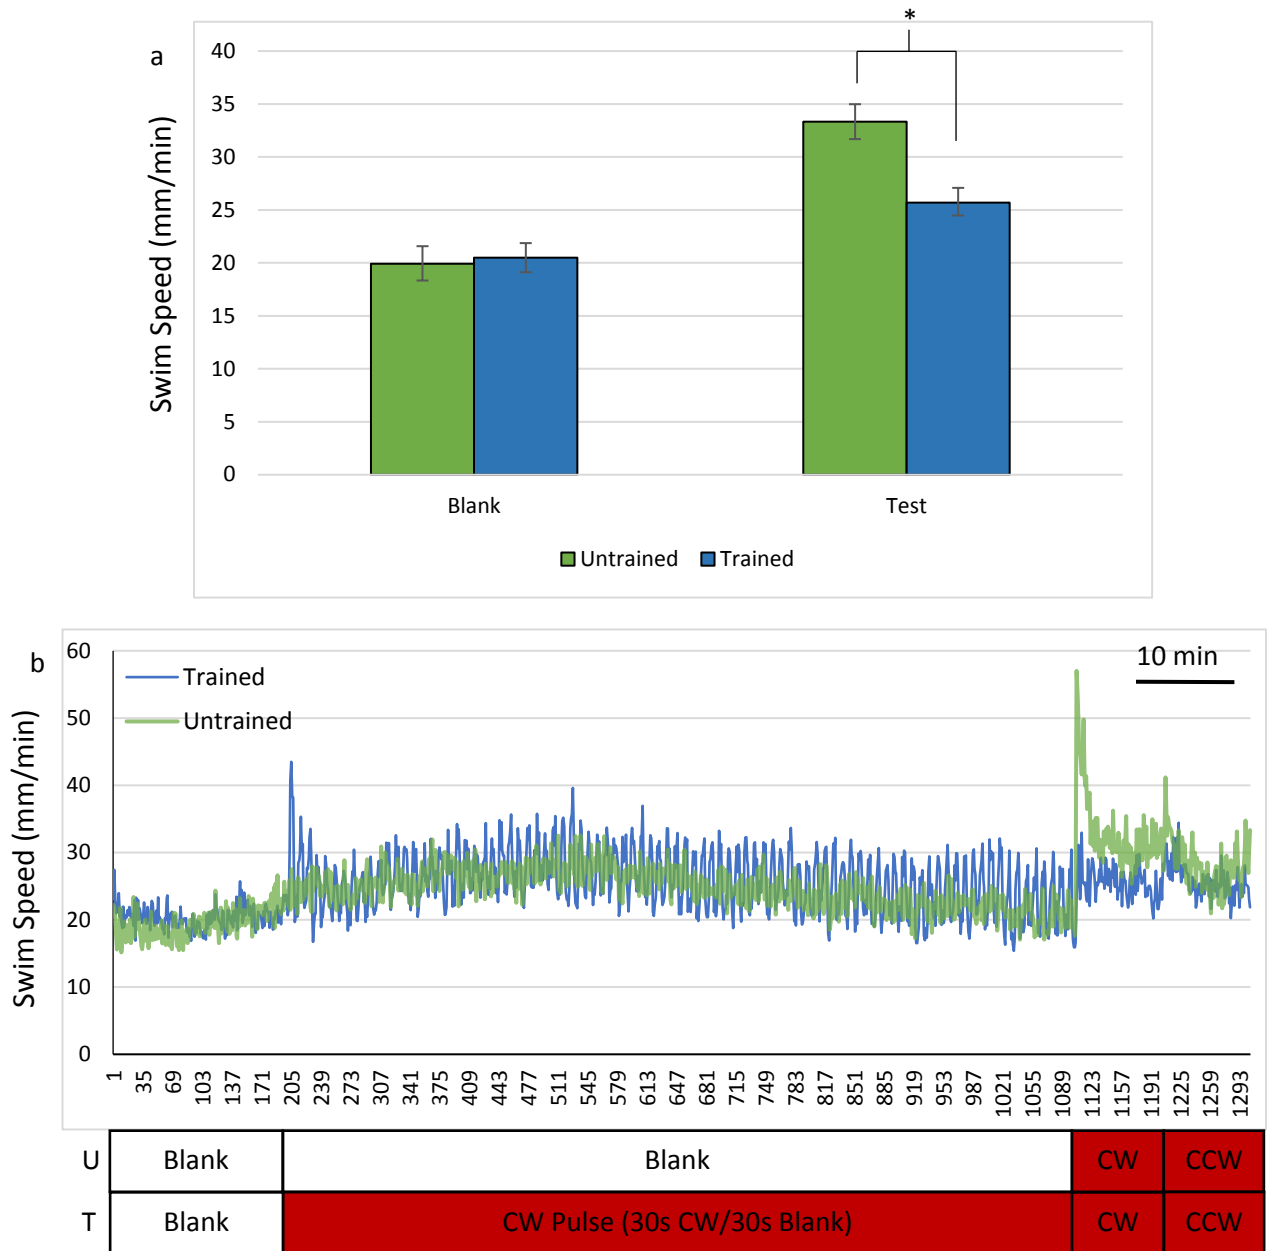 a
*
Swim Speed (mm/min)
40
35
30
25
20
15
10
5
0
Blank Test
Untrained Trained
b
Swim Speed (mm/min)
60
50
40
30
20
10
0
Trained
Untrained
10 min
1 35 69 103 137 171 205 239 273 307 341 375 409 443 477 511 545 579 613 647 681 715 749 783 817 851 885 919 953 987 1021 1055 1089 1123 1157 1191 1225 1259 1293
U Blank Blank CW CCW
T Blank CW Pulse (30s CW/30s Blank) CW CCW